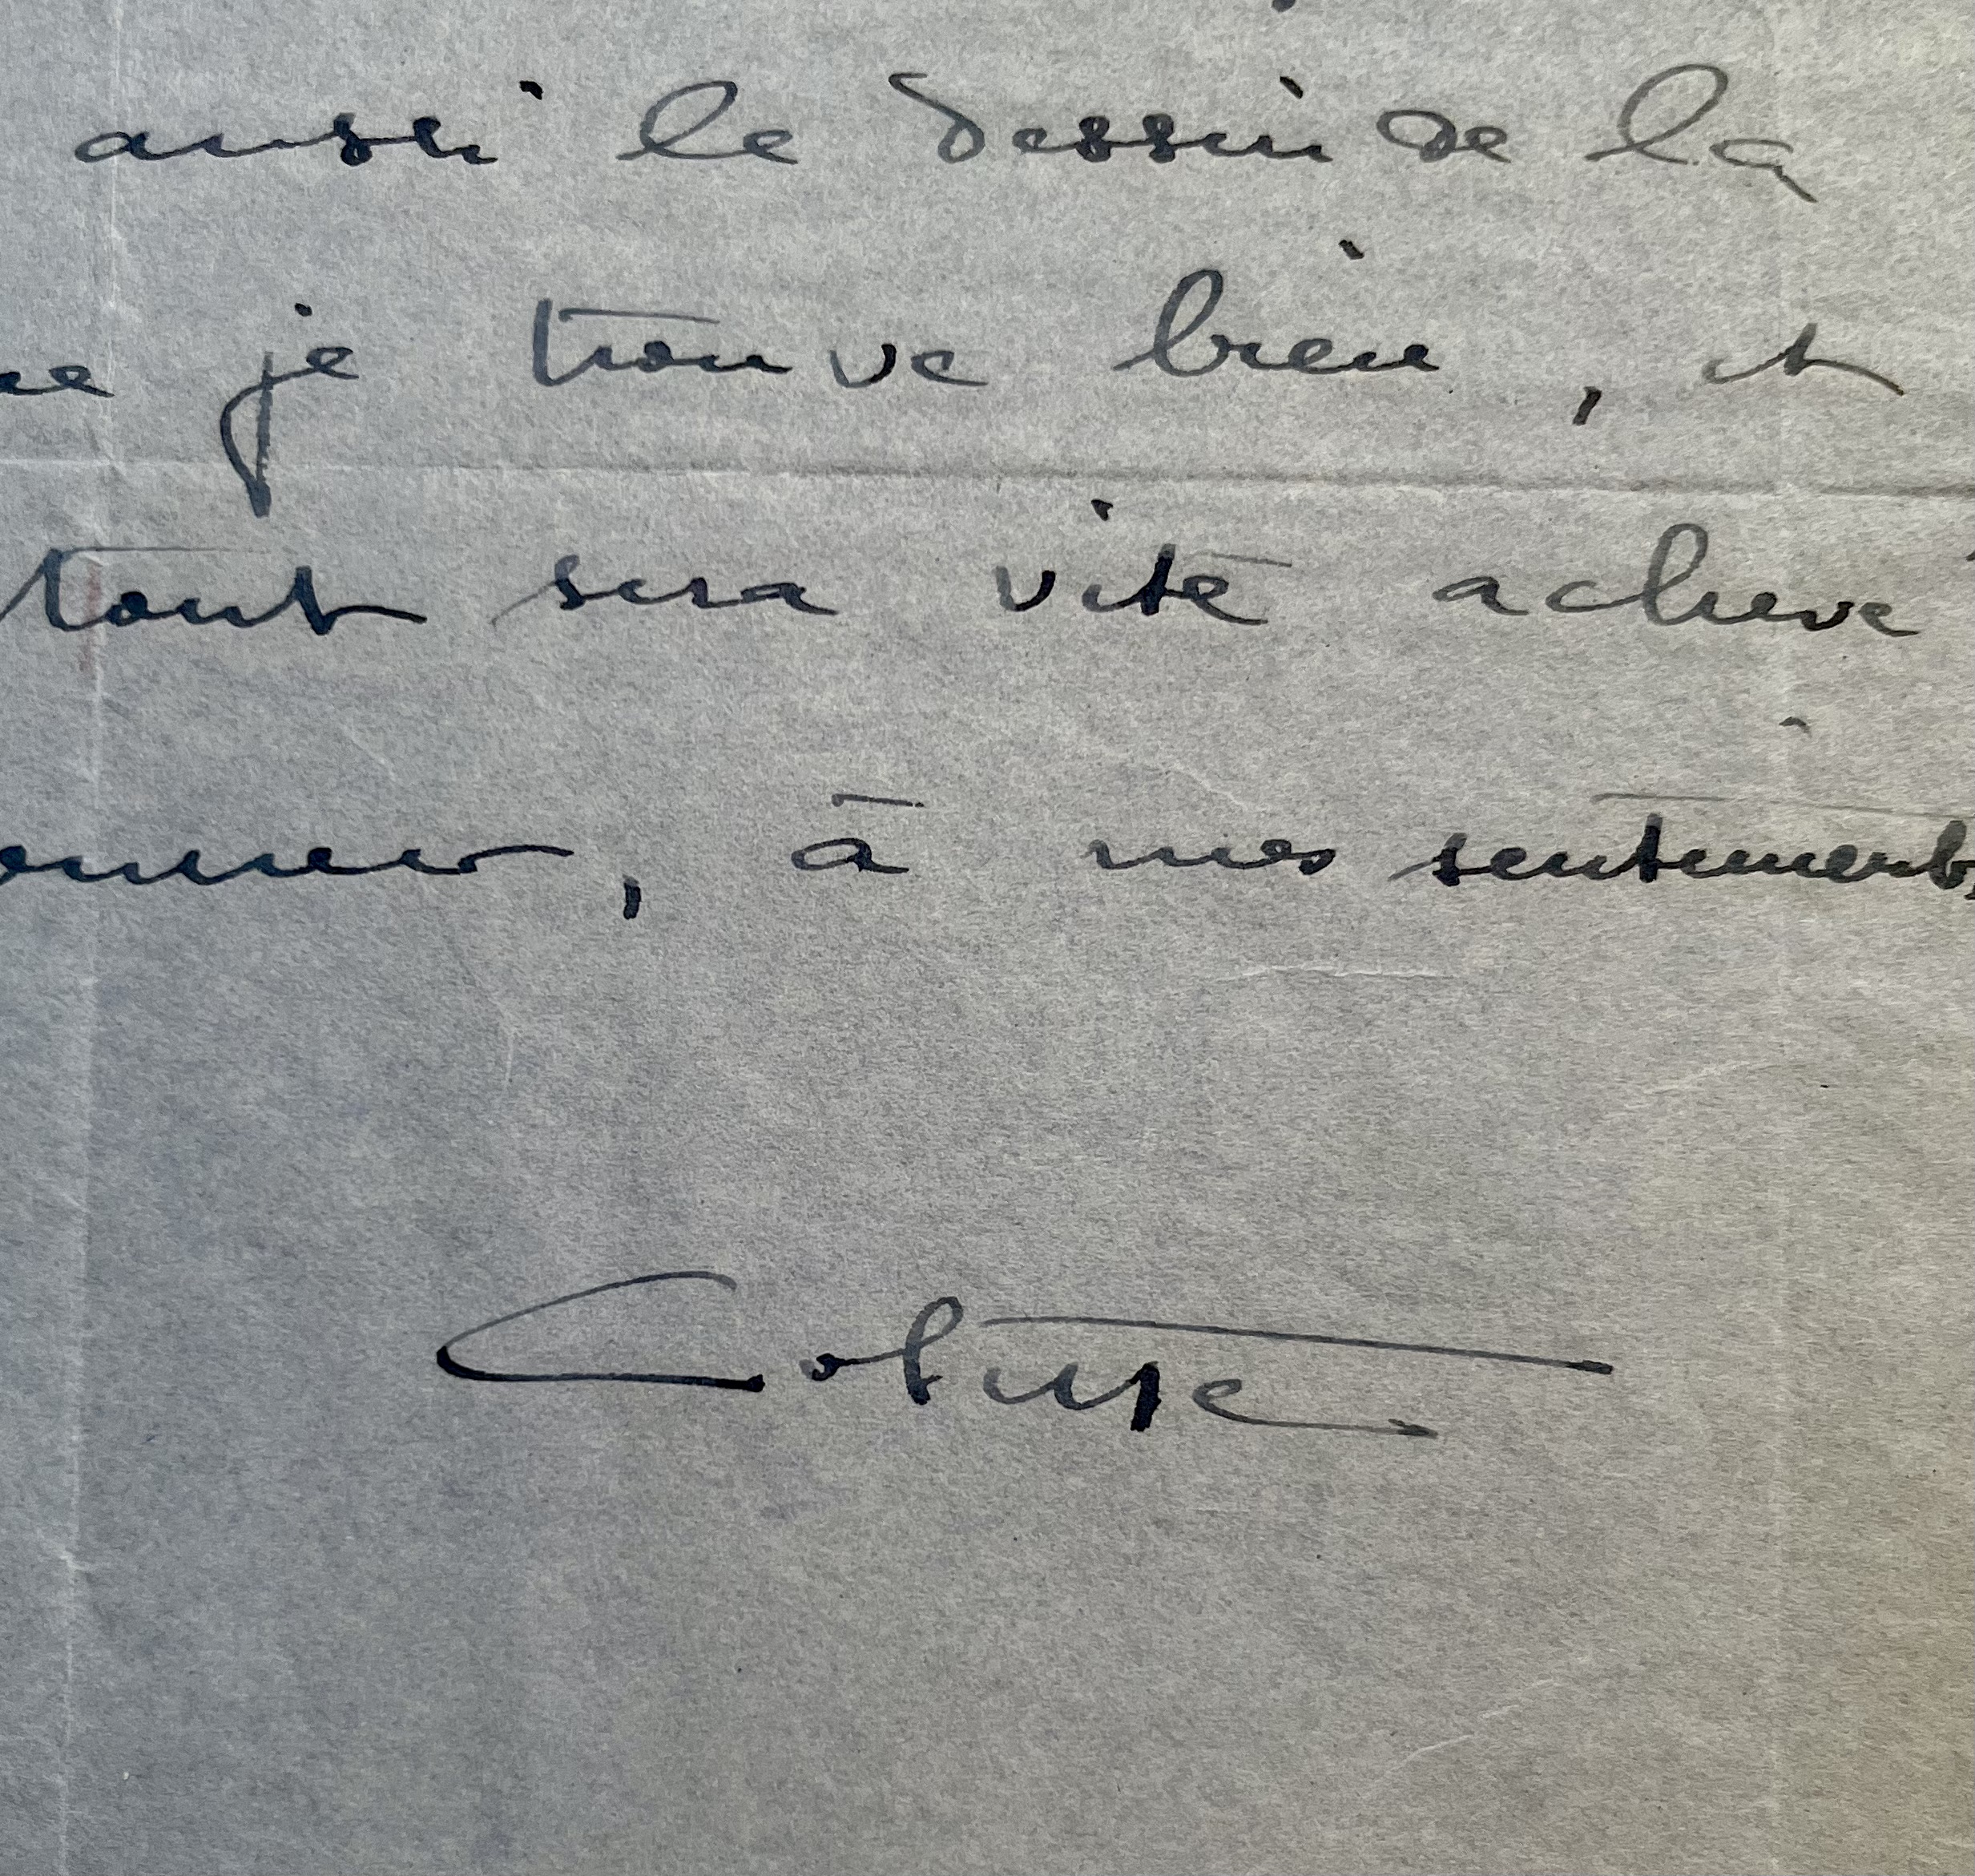 aussi le dessin de la
je trouve bien, et
tout sera vite achevé
, à mes sentiments
Colette